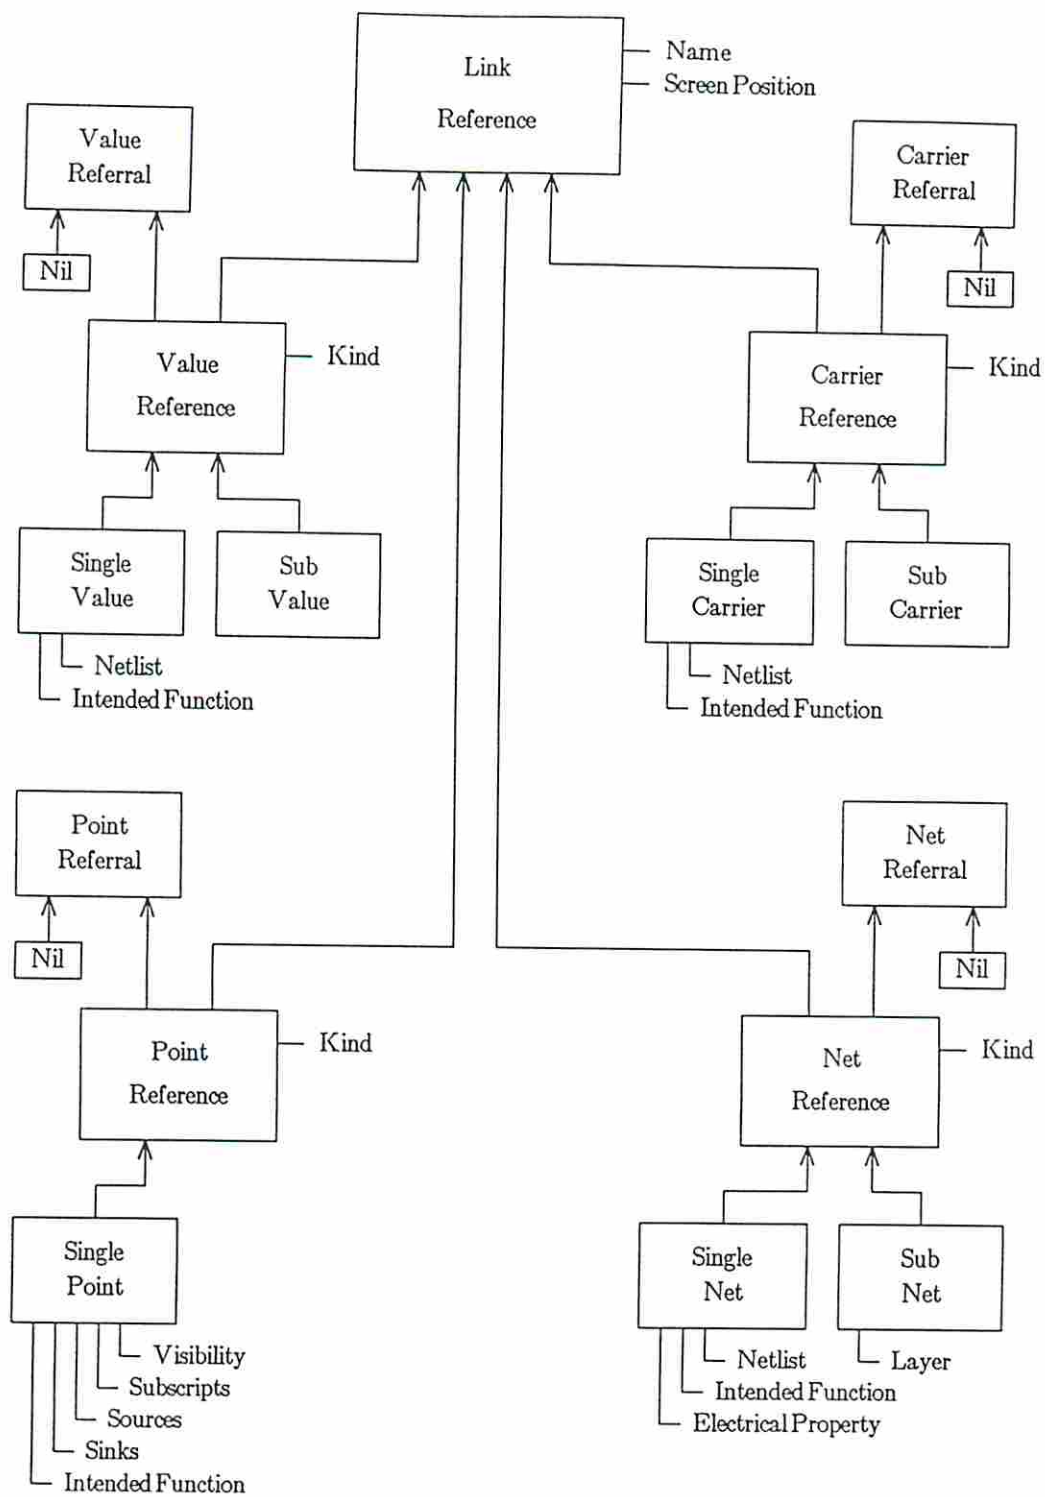 Link
Reference
Name
Screen Position
Value
Referral
Nil
Carrier
Referral
Nil
Value
Reference
Kind
Carrier
Reference
Kind
Single
Value
Sub
Value
Netlist
Intended Function
Single
Carrier
Sub
Carrier
Netlist
Intended Function
Point
Referral
Nil
Net
Referral
Nil
Point
Reference
Kind
Net
Reference
Kind
Single
Point
Visibility
Subscripts
Sources
Sinks
Intended Function
Single
Net
Sub
Net
Netlist
Intended Function
Electrical Property
Layer